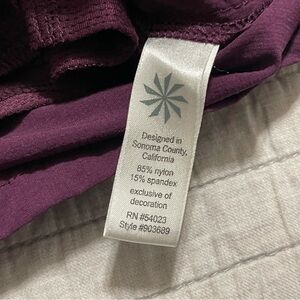 Designed in
Sonoma County,
California
85% nylon
15% spandex
exclusive of
decoration
RN #54023
Style #903689